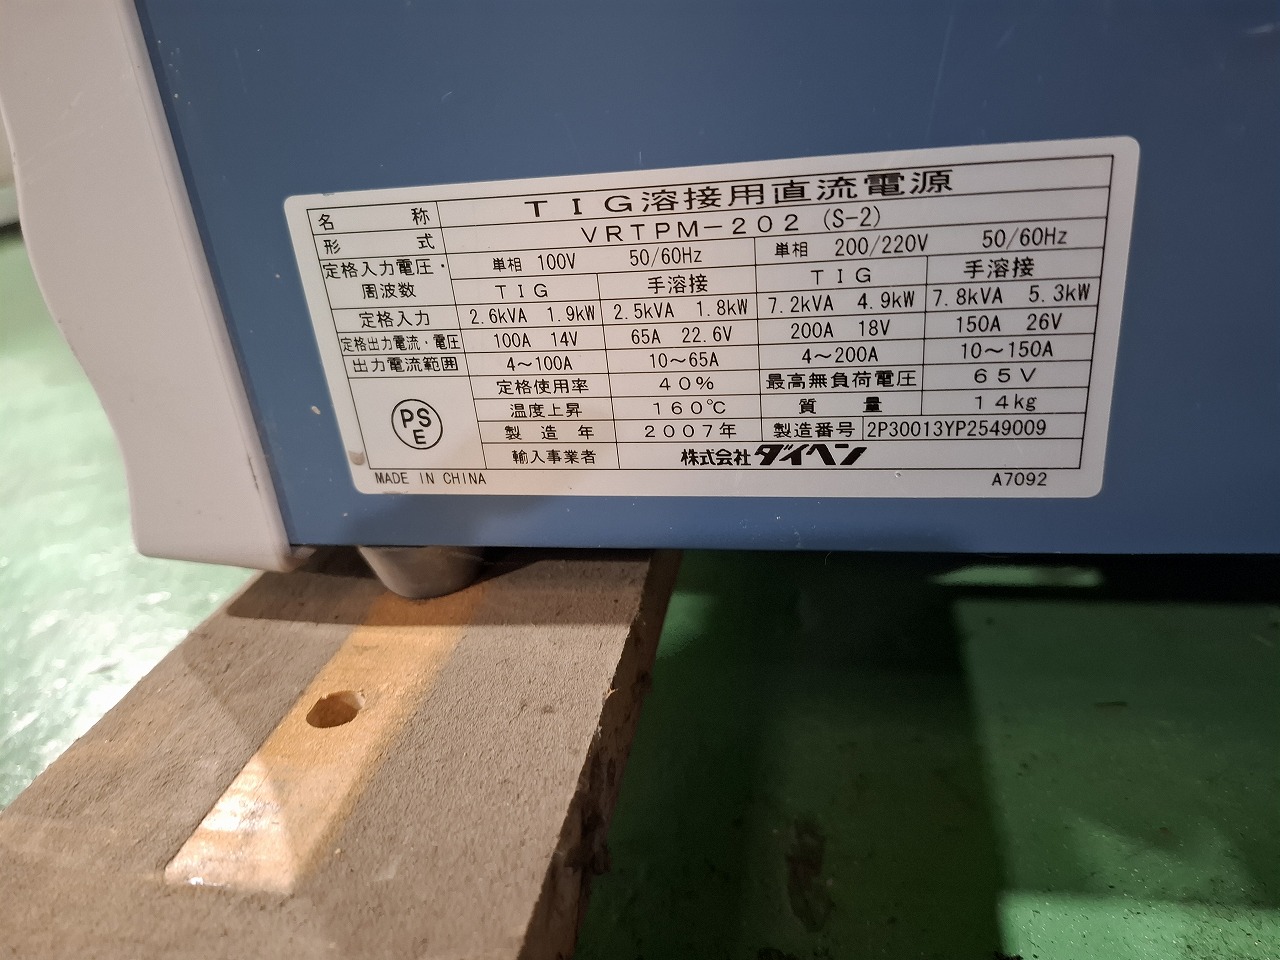 名称 TIG溶接用直流電源
形式 VRTPM-202 (S-2)
定格入力電圧・周波数 単相 100V 50/60Hz 単相 200/220V 50/60Hz
TIG 手溶接 TIG 手溶接
定格入力 2.6kVA 1.9kW 2.5kVA 1.8kW 7.2kVA 4.9kW 7.8kVA 5.3kW
定格出力電流・電圧 100A 14V 65A 22.6V 200A 18V 150A 26V
出力電流範囲 4～100A 10～65A 4～200A 10～150A
定格使用率 40% 最高無負荷電圧 65V
PS E
温度上昇 160℃ 質量 14kg
製造年 2007年 製造番号 2P30013YP2549009
輸入事業者 株式会社ダイヘン
MADE IN CHINA A7092